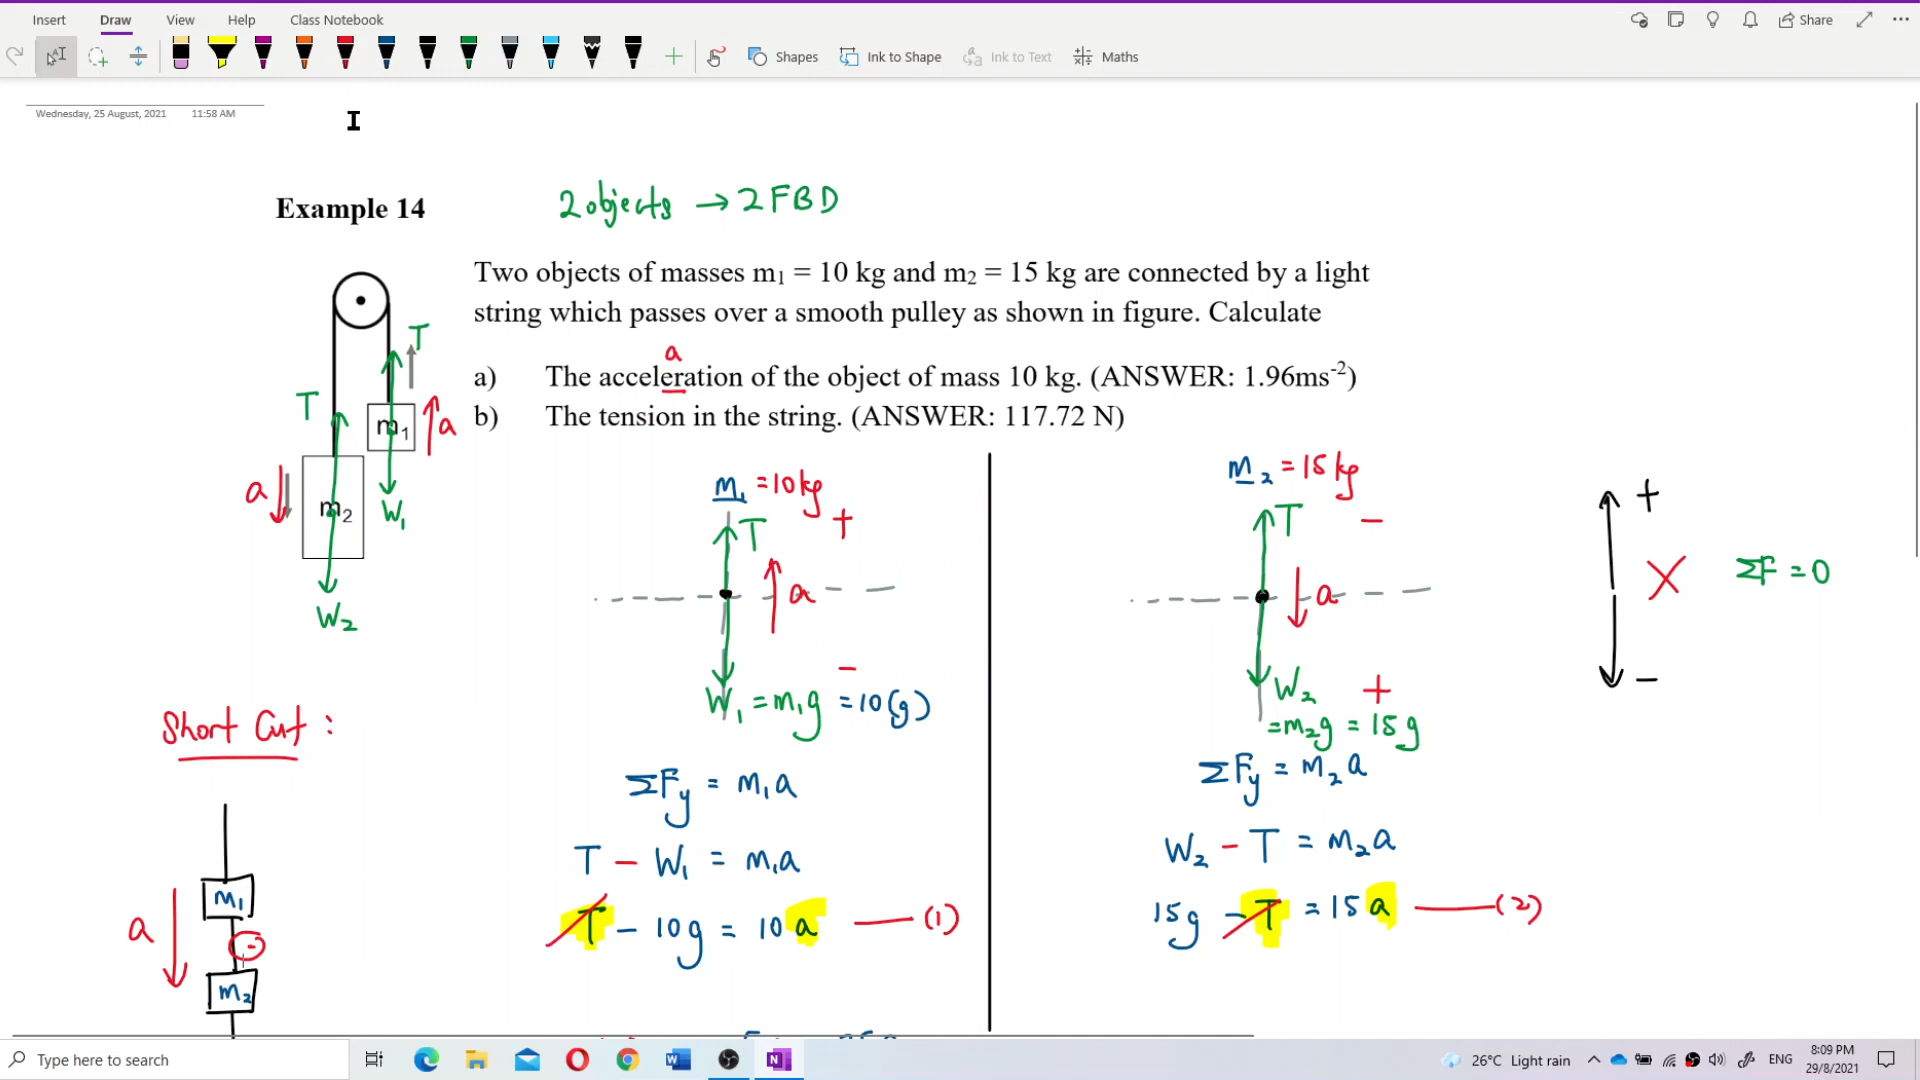 Insert Draw View Help Class Notebook Share
Shapes Ink to Shape Ink to Text Maths
Wednesday, 25 August, 2021 11:58 AM
Example 14
2 objects → 2 FBD
Two objects of masses m₁ = 10 kg and m₂ = 15 kg are connected by a light
string which passes over a smooth pulley as shown in figure. Calculate
a
a) The acceleration of the object of mass 10 kg. (ANSWER: 1.96ms⁻²)
b) The tension in the string. (ANSWER: 117.72 N)
T
T
m₁
a
a
m₂
W₁
W₂
m₁ = 10 kg
T +
a
-
W₁ = m₁g = 10(g)
ΣFy = m₁a
T - W₁ = m₁a
T - 10g = 10a (1)
m₂ = 15 kg
T -
a
W₂ +
= m₂g = 15g
ΣFy = m₂a
W₂ - T = m₂a
15g - T = 15a (2)
+
X ΣF = 0
-
Short Cut :
m₁
a
-
m₂
Type here to search
26°C Light rain ENG 8:09 PM
29/8/2021